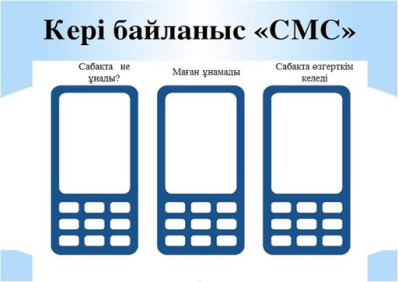 Кері байланыс «СМС»
Сабақта не
ұнады?
Маған ұнамады
Сабақта өзгерткім
келеді